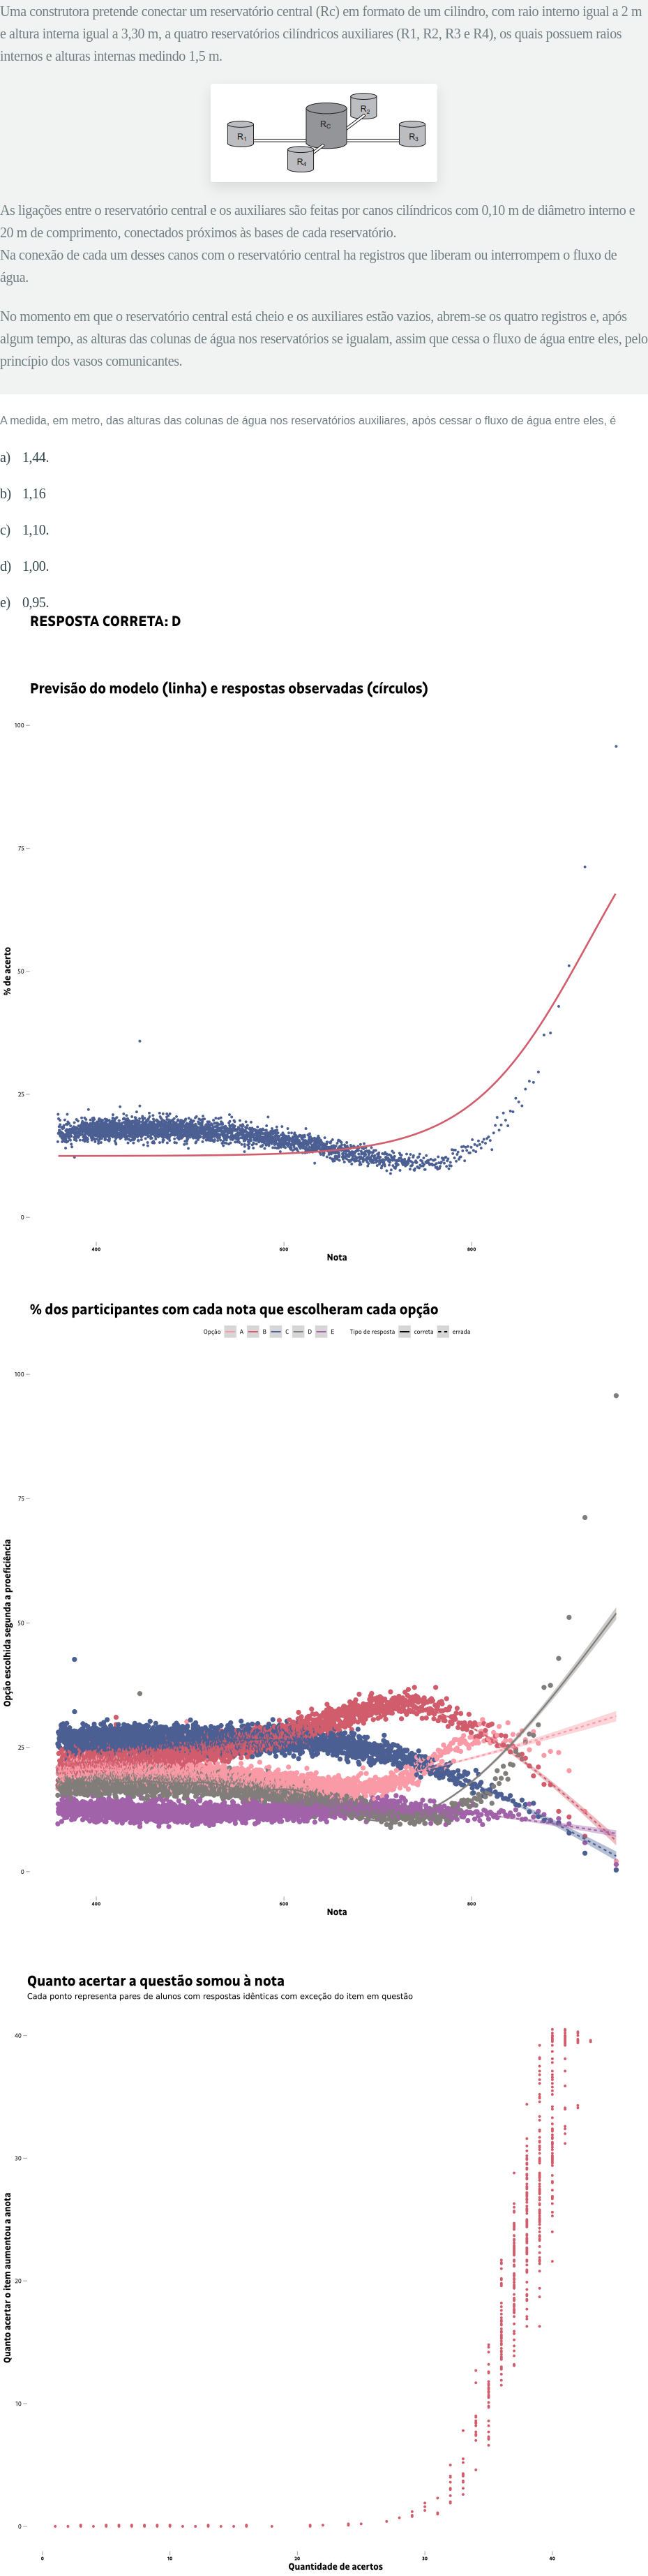 Uma construtora pretende conectar um reservatório central (Rc) em formato de um cilindro, com raio interno igual a 2 m
e altura interna igual a 3,30 m, a quatro reservatórios cilíndricos auxiliares (R1, R2, R3 e R4), os quais possuem raios
internos e alturas internas medindo 1,5 m.
R1
RC
R2
R3
R4
As ligações entre o reservatório central e os auxiliares são feitas por canos cilíndricos com 0,10 m de diâmetro interno e
20 m de comprimento, conectados próximos às bases de cada reservatório.
Na conexão de cada um desses canos com o reservatório central ha registros que liberam ou interrompem o fluxo de
água.
No momento em que o reservatório central está cheio e os auxiliares estão vazios, abrem-se os quatro registros e, após
algum tempo, as alturas das colunas de água nos reservatórios se igualam, assim que cessa o fluxo de água entre eles, pelo
princípio dos vasos comunicantes.
A medida, em metro, das alturas das colunas de água nos reservatórios auxiliares, após cessar o fluxo de água entre eles, é
a) 1,44.
b) 1,16
c) 1,10.
d) 1,00.
e) 0,95.
RESPOSTA CORRETA: D
Previsão do modelo (linha) e respostas observadas (círculos)
100
75
50
25
0
% de acerto
400 600 800
Nota
% dos participantes com cada nota que escolheram cada opção
Opção A B C D E Tipo de resposta correta errada
100
75
50
25
0
Opção escolhida segunda a proeficiência
400 600 800
Nota
Quanto acertar a questão somou à nota
Cada ponto representa pares de alunos com respostas idênticas com exceção do item em questão
40
30
20
10
0
Quanto acertar o item aumentou a anota
0 10 20 30 40
Quantidade de acertos